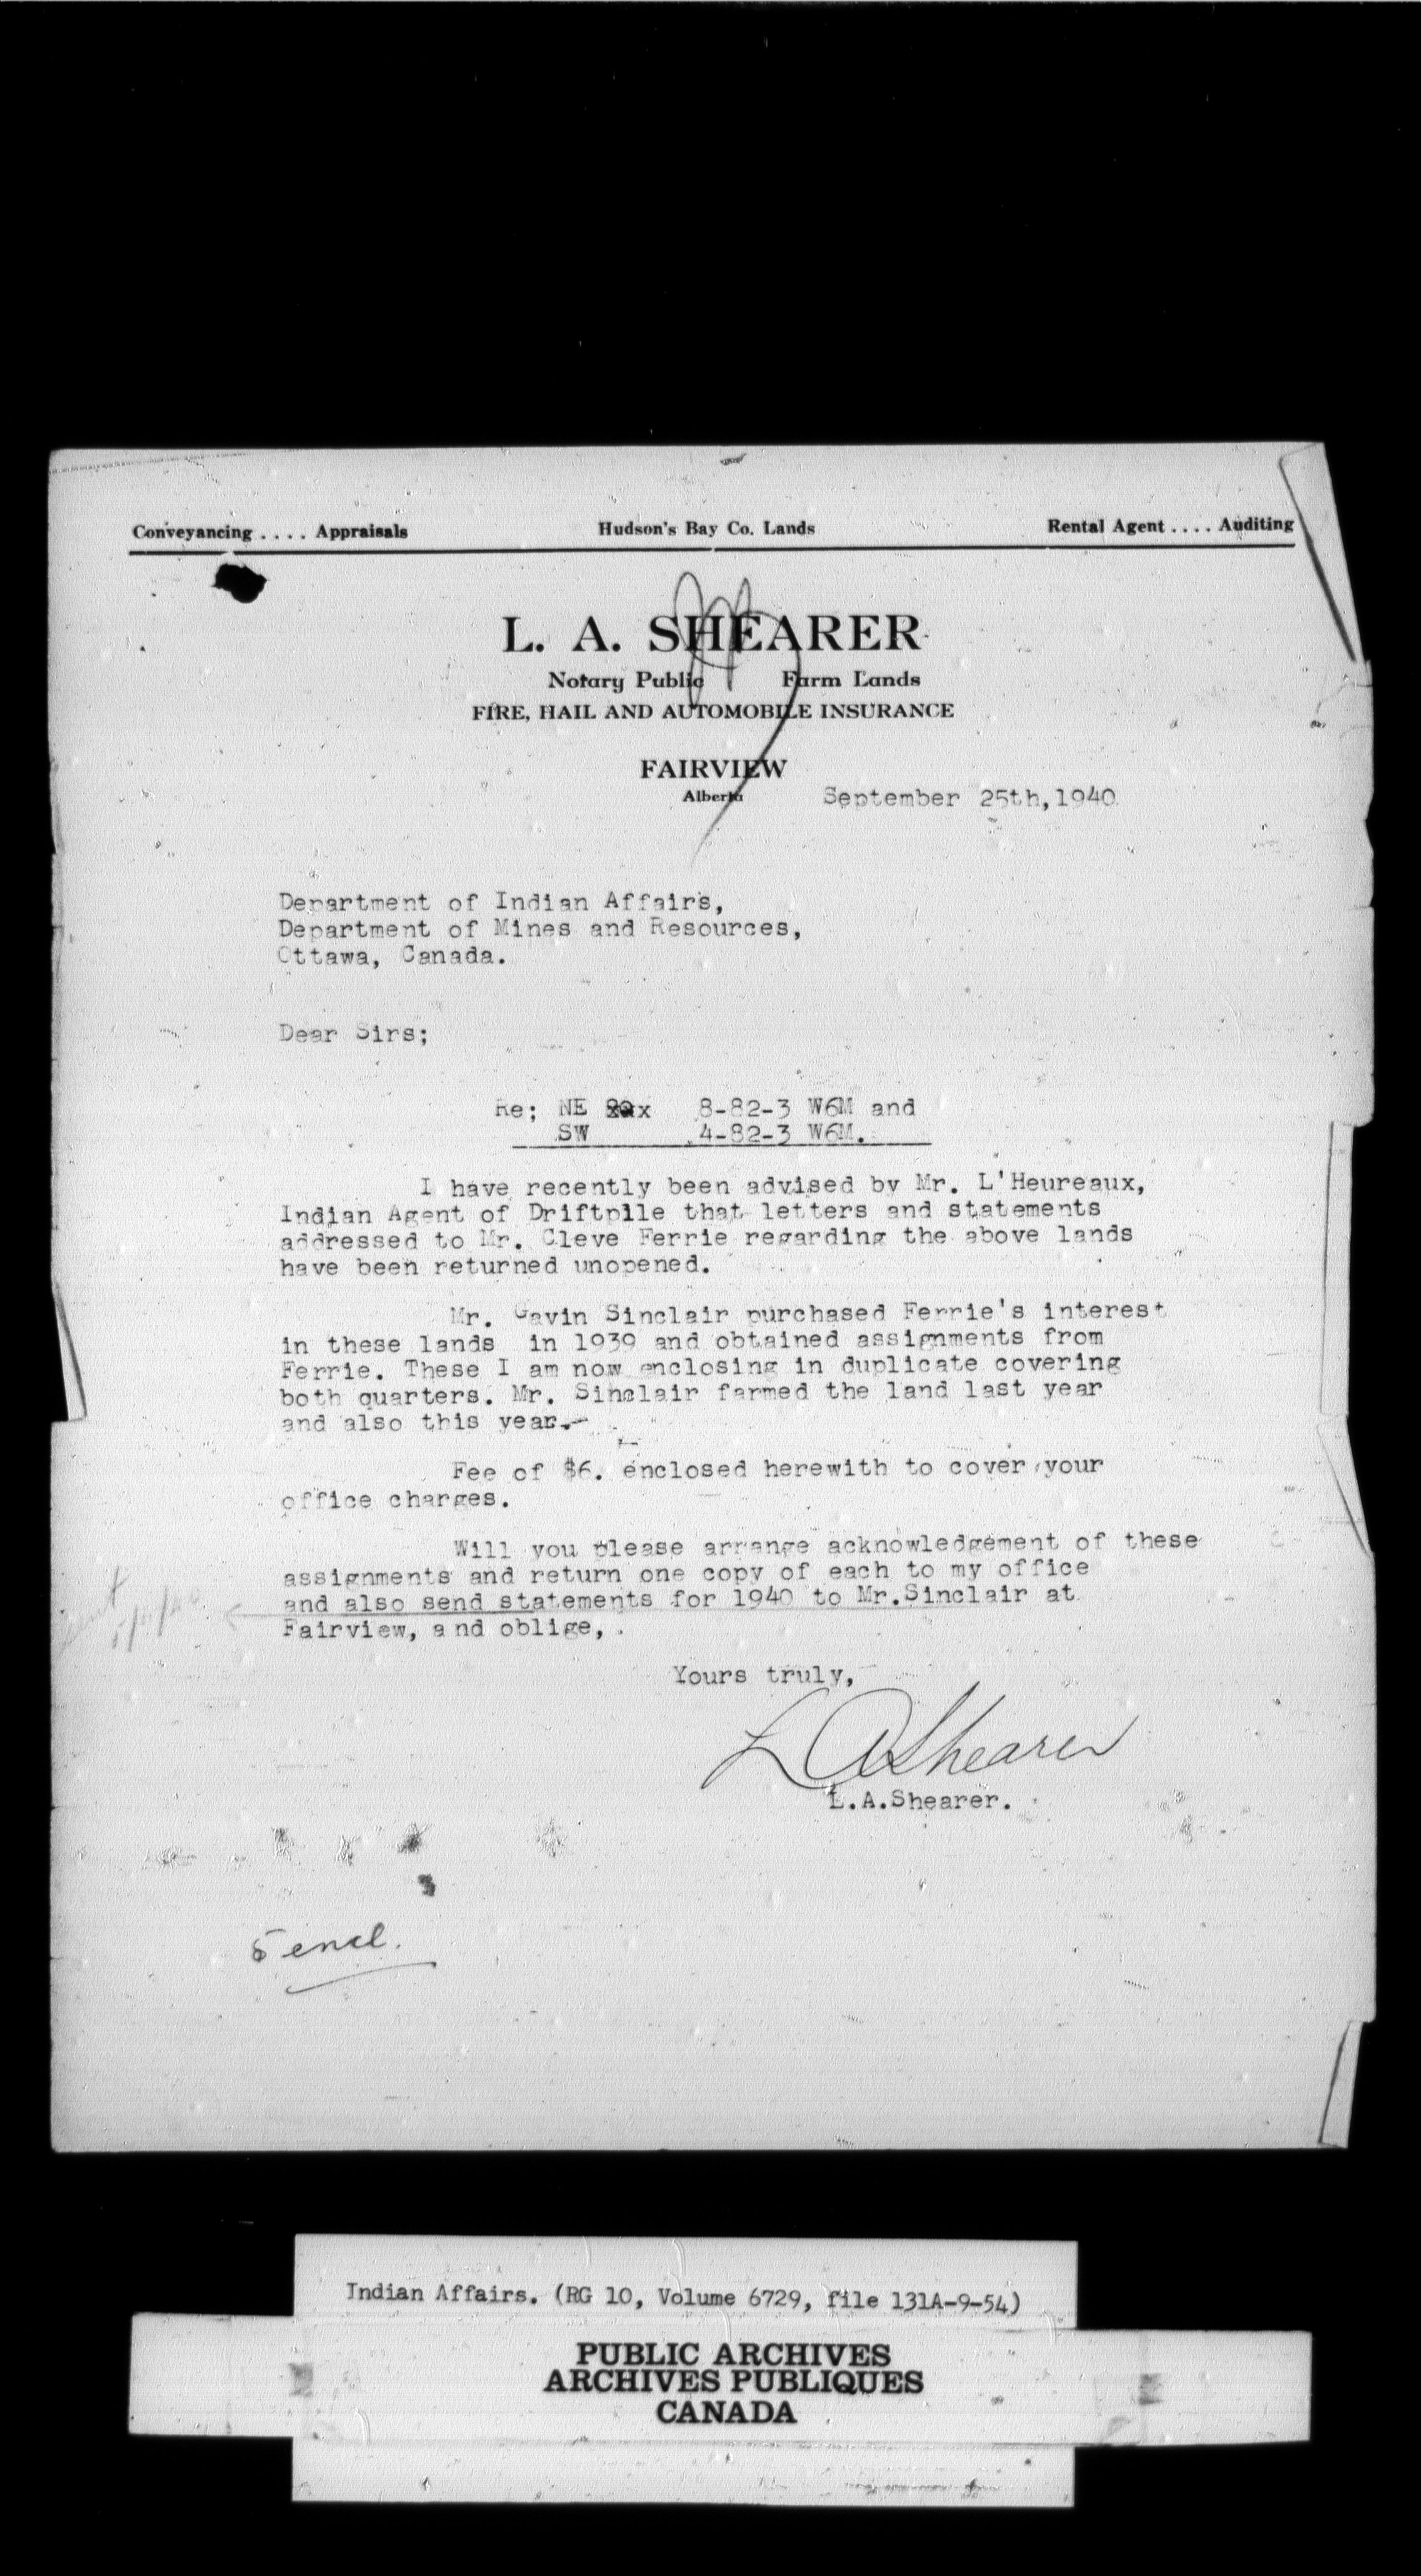 Conveyancing .... Appraisals Hudson's Bay Co. Lands Rental Agent .... Auditing
L. A. SHEARER
Notary Public Farm Lands
FIRE, HAIL AND AUTOMOBILE INSURANCE
FAIRVIEW
Alberta September 25th, 1940
Department of Indian Affairs,
Department of Mines and Resources,
Ottawa, Canada.
Dear Sirs;
Re; NE 8-82-3 W6M and
SW 4-82-3 W6M.
I have recently been advised by Mr. L'Heureaux,
Indian Agent of Driftpile that letters and statements
addressed to Mr. Cleve Ferrie regarding the above lands
have been returned unopened.
Mr. Gavin Sinclair purchased Ferrie's interest
in these lands in 1939 and obtained assignments from
Ferrie. These I am now enclosing in duplicate covering
both quarters. Mr. Sinclair farmed the land last year
and also this year.
Fee of $6. enclosed herewith to cover your
office charges.
Will you please arrange acknowledgement of these
assignments and return one copy of each to my office
and also send statements for 1940 to Mr.Sinclair at
Fairview, and oblige,
Yours truly,
L A Shearer
L.A.Shearer.
5 encl.
Indian Affairs. (RG 10, Volume 6729, file 131A-9-54)
PUBLIC ARCHIVES
ARCHIVES PUBLIQUES
CANADA